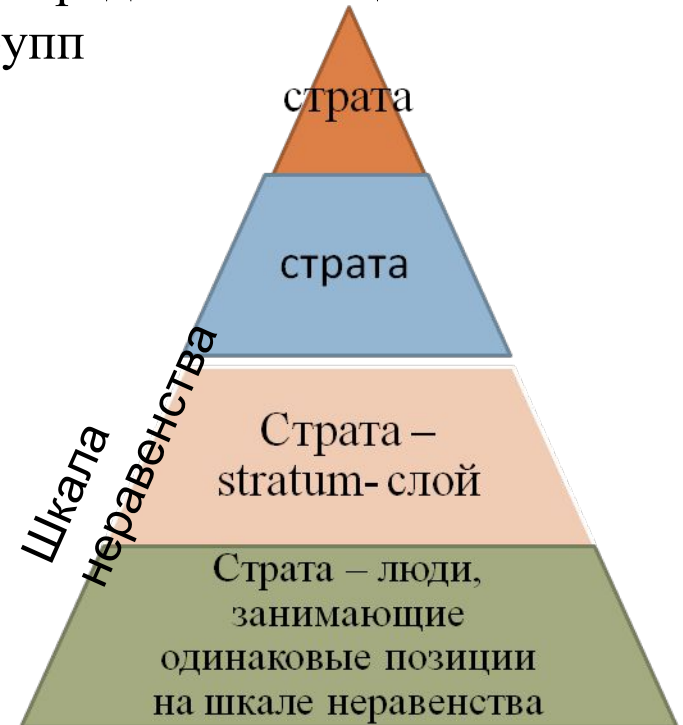 упп
страта
страта
Шкала
неравенства
Страта –
stratum- слой
Страта – люди,
занимающие
одинаковые позиции
на шкале неравенства